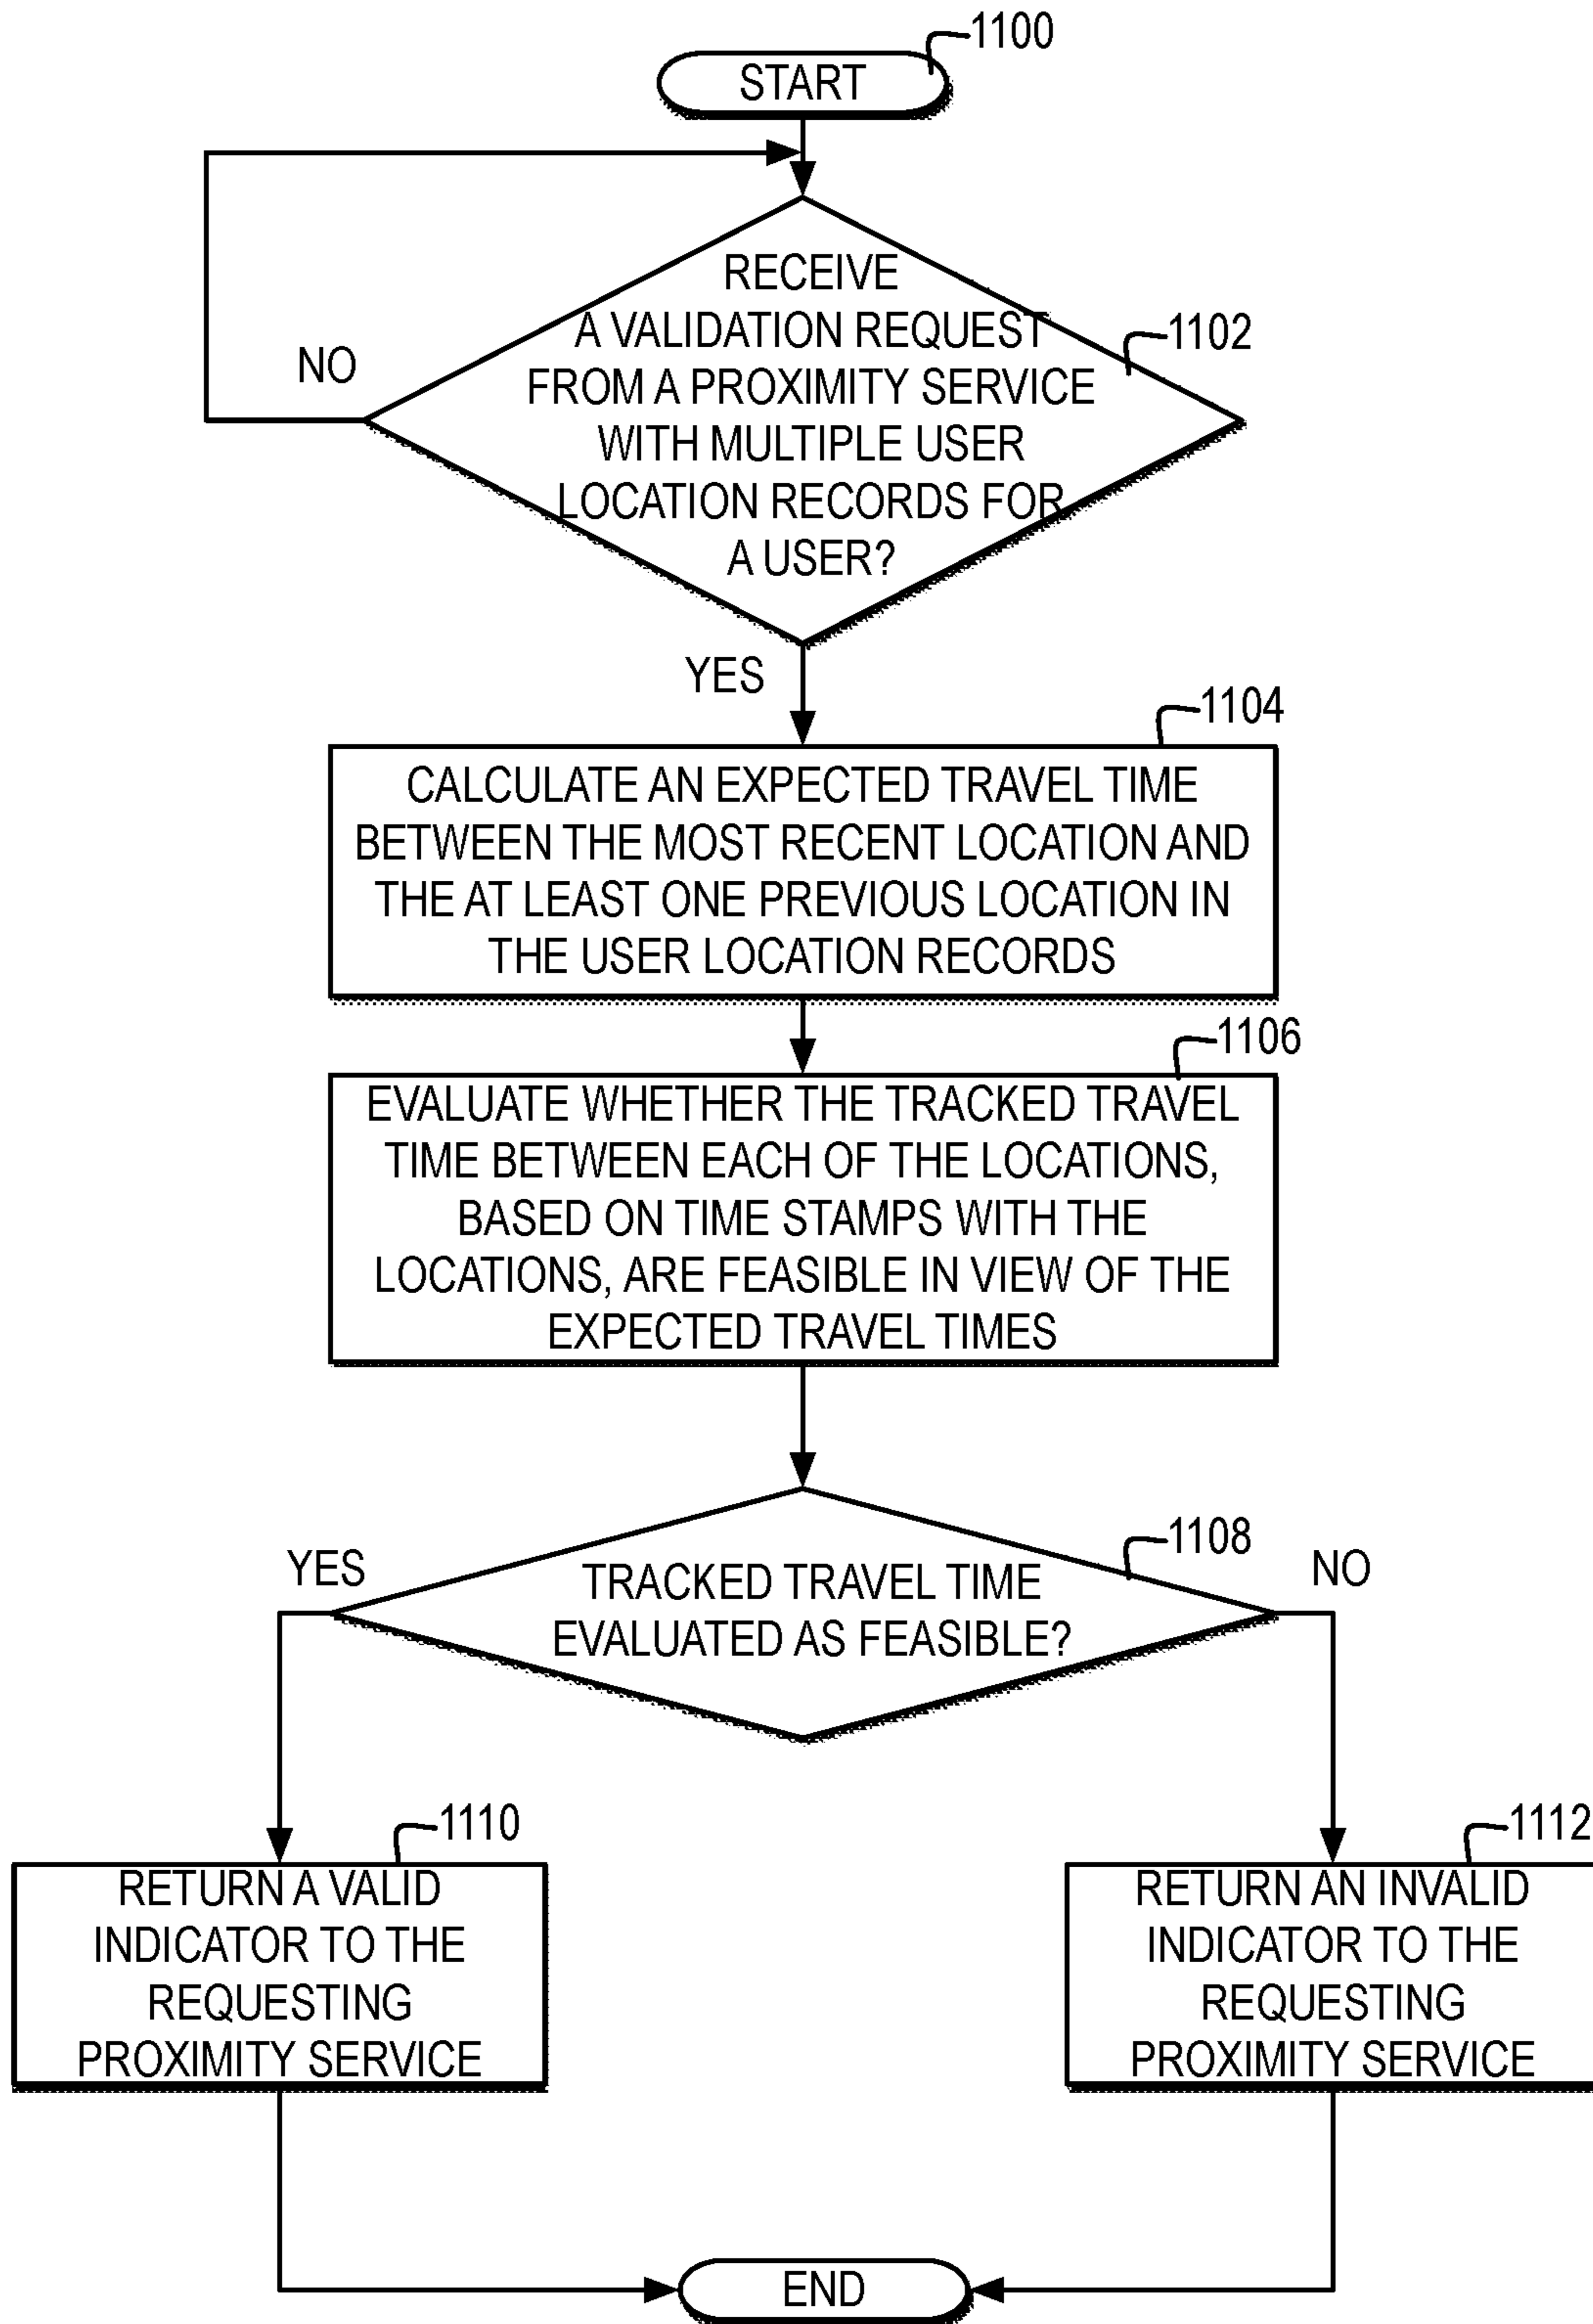 1100
START
RECEIVE
A VALIDATION REQUEST
FROM A PROXIMITY SERVICE
WITH MULTIPLE USER
LOCATION RECORDS FOR
A USER?
1102
NO
YES
1104
CALCULATE AN EXPECTED TRAVEL TIME
BETWEEN THE MOST RECENT LOCATION AND
THE AT LEAST ONE PREVIOUS LOCATION IN
THE USER LOCATION RECORDS
1106
EVALUATE WHETHER THE TRACKED TRAVEL
TIME BETWEEN EACH OF THE LOCATIONS,
BASED ON TIME STAMPS WITH THE
LOCATIONS, ARE FEASIBLE IN VIEW OF THE
EXPECTED TRAVEL TIMES
1108
YES
TRACKED TRAVEL TIME
EVALUATED AS FEASIBLE?
NO
1110
RETURN A VALID
INDICATOR TO THE
REQUESTING
PROXIMITY SERVICE
1112
RETURN AN INVALID
INDICATOR TO THE
REQUESTING
PROXIMITY SERVICE
END